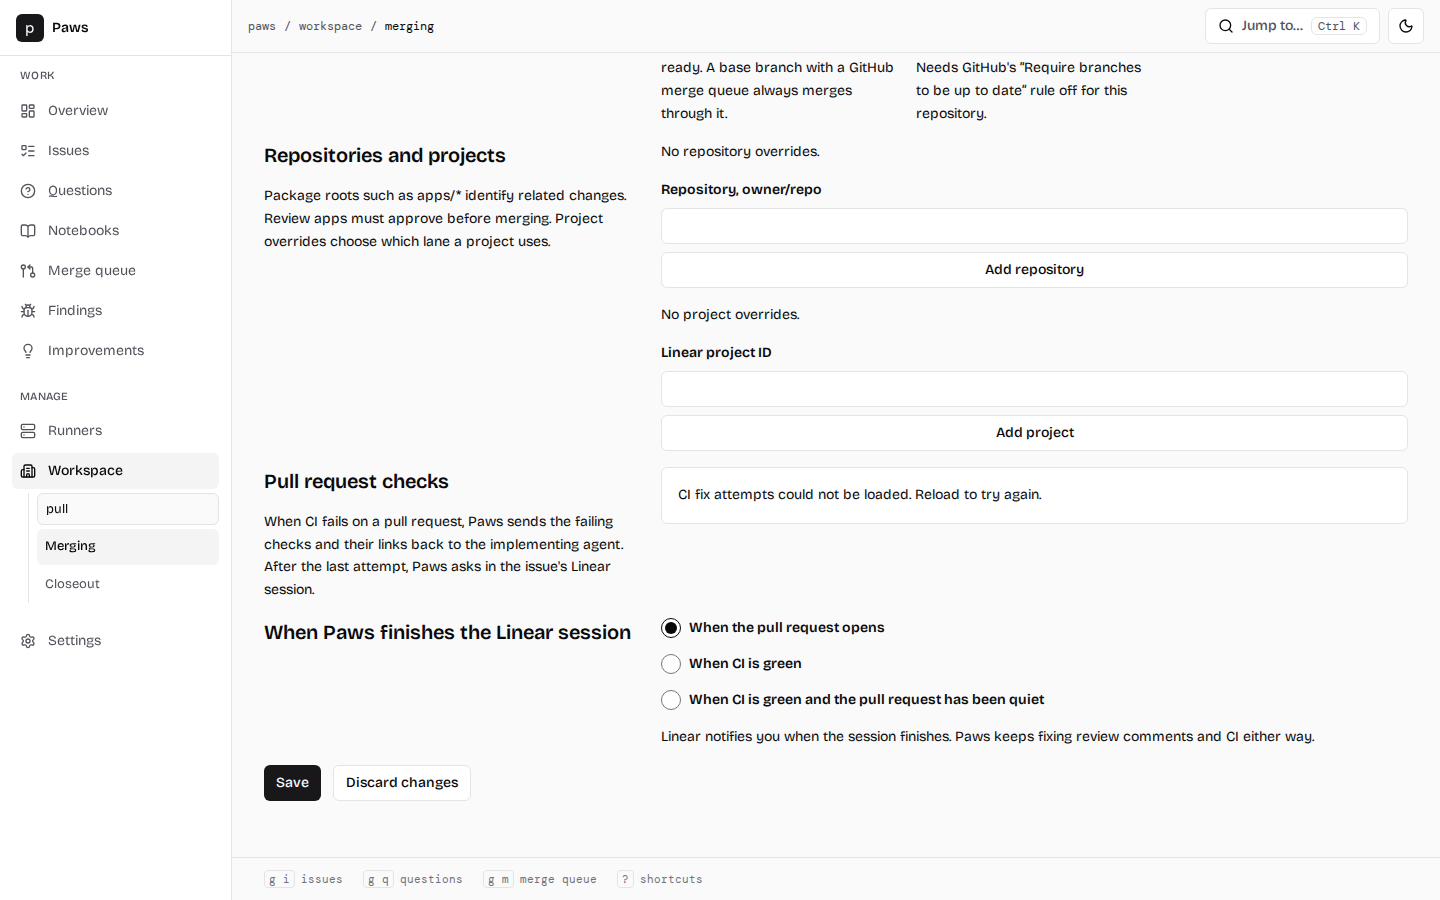 p Paws
paws / workspace / merging
Jump to... Ctrl K
WORK
Overview
Issues
Questions
Notebooks
Merge queue
Findings
Improvements
MANAGE
Runners
Workspace
pull
Merging
Closeout
Settings
ready. A base branch with a GitHub
merge queue always merges
through it.
Needs GitHub's "Require branches
to be up to date" rule off for this
repository.
Repositories and projects
Package roots such as apps/* identify related changes.
Review apps must approve before merging. Project
overrides choose which lane a project uses.
No repository overrides.
Repository, owner/repo
Add repository
No project overrides.
Linear project ID
Add project
Pull request checks
When CI fails on a pull request, Paws sends the failing
checks and their links back to the implementing agent.
After the last attempt, Paws asks in the issue's Linear
session.
CI fix attempts could not be loaded. Reload to try again.
When Paws finishes the Linear session
When the pull request opens
When CI is green
When CI is green and the pull request has been quiet
Linear notifies you when the session finishes. Paws keeps fixing review comments and CI either way.
Save
Discard changes
g i issues g q questions g m merge queue ? shortcuts